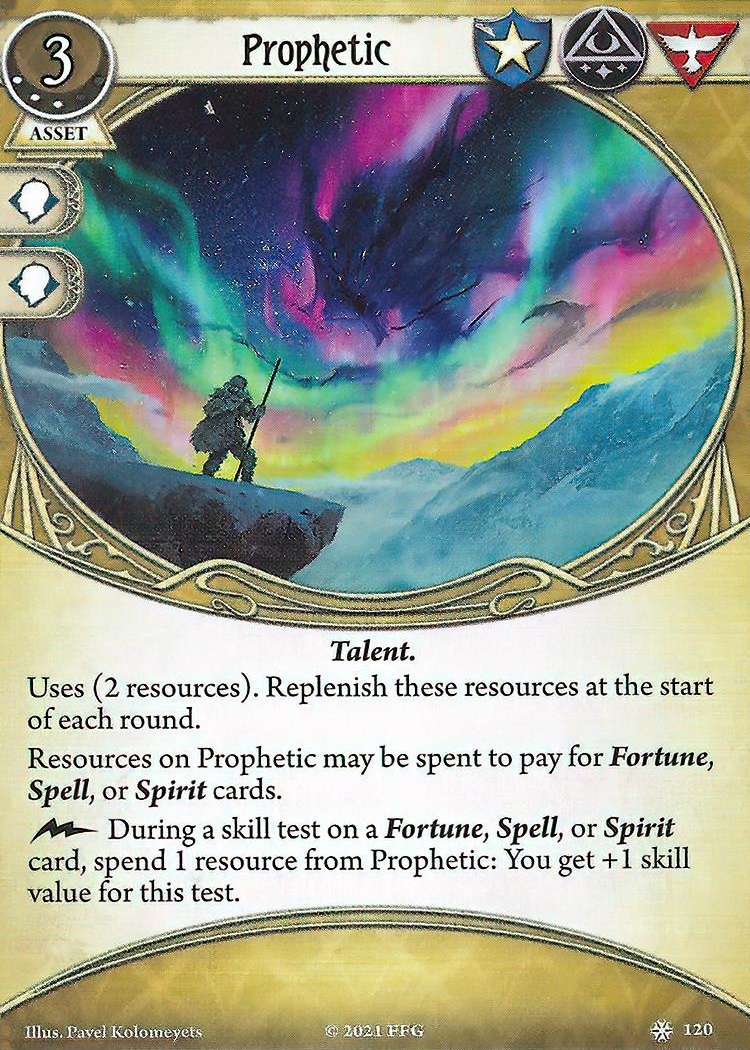 3
Prophetic
ASSET
Talent.
Uses (2 resources). Replenish these resources at the start
of each round.
Resources on Prophetic may be spent to pay for Fortune,
Spell, or Spirit cards.
During a skill test on a Fortune, Spell, or Spirit
card, spend 1 resource from Prophetic: You get +1 skill
value for this test.
Illus. Pavel Kolomeyets
© 2021 FFG
120